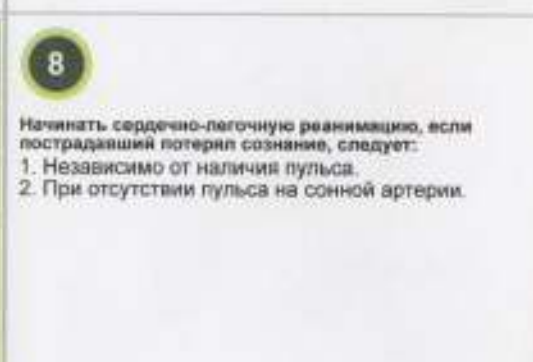 8
Начинать сердечно-легочную реанимацию, если
пострадавший потерял сознание, следует:
1. Независимо от наличия пульса.
2. При отсутствии пульса на сонной артерии.